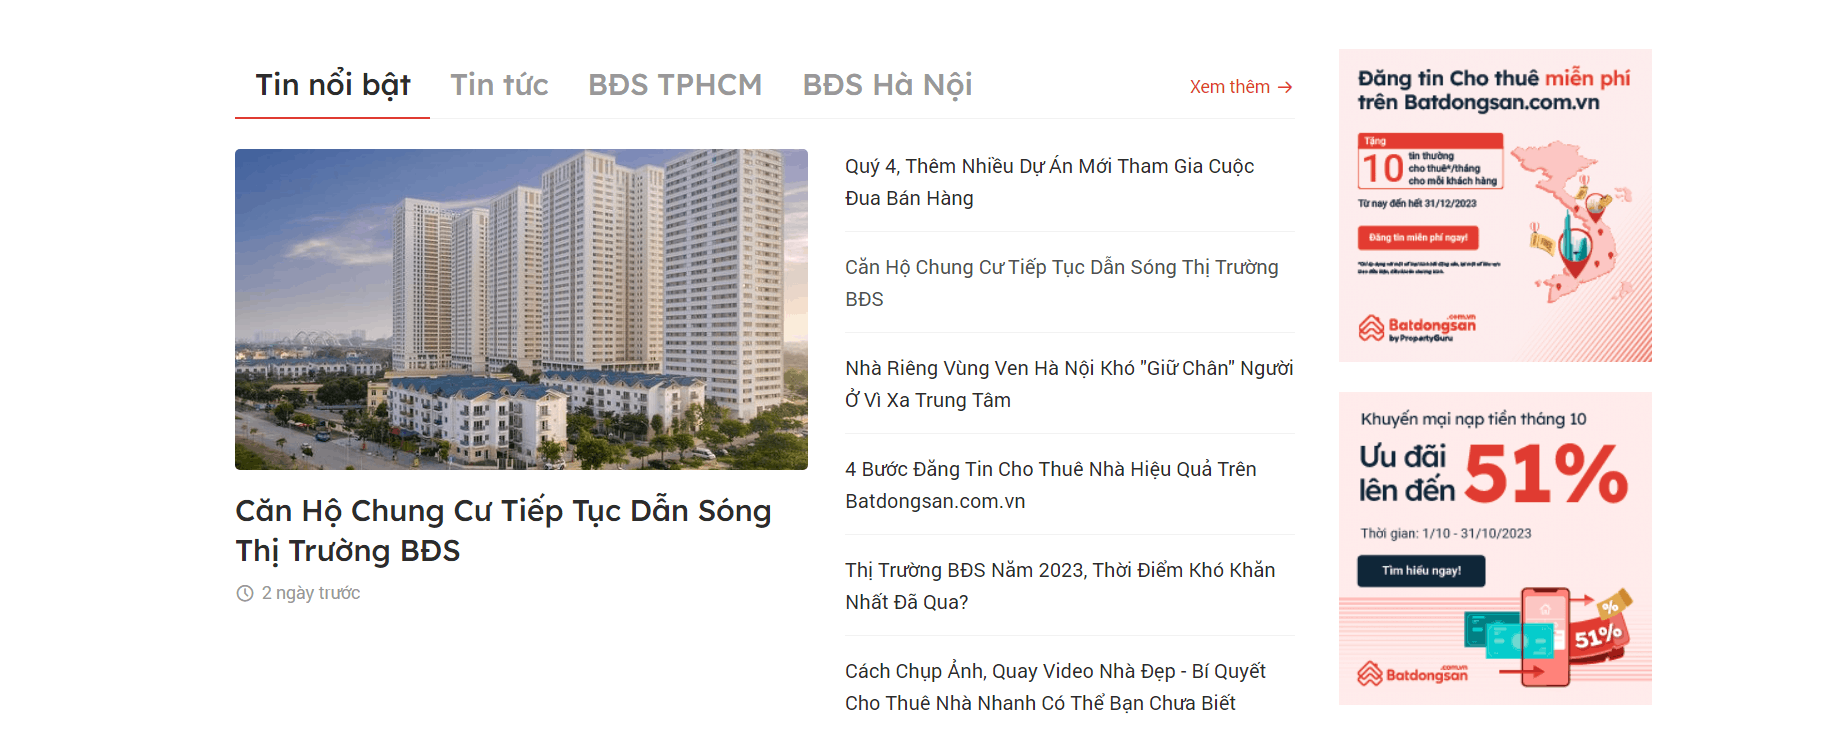 Tin nổi bật
Tin tức
BĐS TPHCM
BĐS Hà Nội
Xem thêm →
Căn Hộ Chung Cư Tiếp Tục Dẫn Sóng
Thị Trường BĐS
2 ngày trước
Quý 4, Thêm Nhiều Dự Án Mới Tham Gia Cuộc
Đua Bán Hàng
Căn Hộ Chung Cư Tiếp Tục Dẫn Sóng Thị Trường
BĐS
Nhà Riêng Vùng Ven Hà Nội Khó "Giữ Chân" Người
Ở Vì Xa Trung Tâm
4 Bước Đăng Tin Cho Thuê Nhà Hiệu Quả Trên
Batdongsan.com.vn
Thị Trường BĐS Năm 2023, Thời Điểm Khó Khăn
Nhất Đã Qua?
Cách Chụp Ảnh, Quay Video Nhà Đẹp - Bí Quyết
Cho Thuê Nhà Nhanh Có Thể Bạn Chưa Biết
Đăng tin Cho thuê miễn phí
trên Batdongsan.com.vn
Tặng
10 tin thường
cho thuê*/tháng
cho mỗi khách hàng
Từ nay đến hết 31/12/2023
Đăng tin miễn phí ngay!
FREE
.com.vn
Batdongsan
by PropertyGuru
Khuyến mại nạp tiền tháng 10
Ưu đãi
lên đến 51%
Thời gian: 1/10 - 31/10/2023
Tìm hiểu ngay!
%
51%
.com.vn
Batdongsan